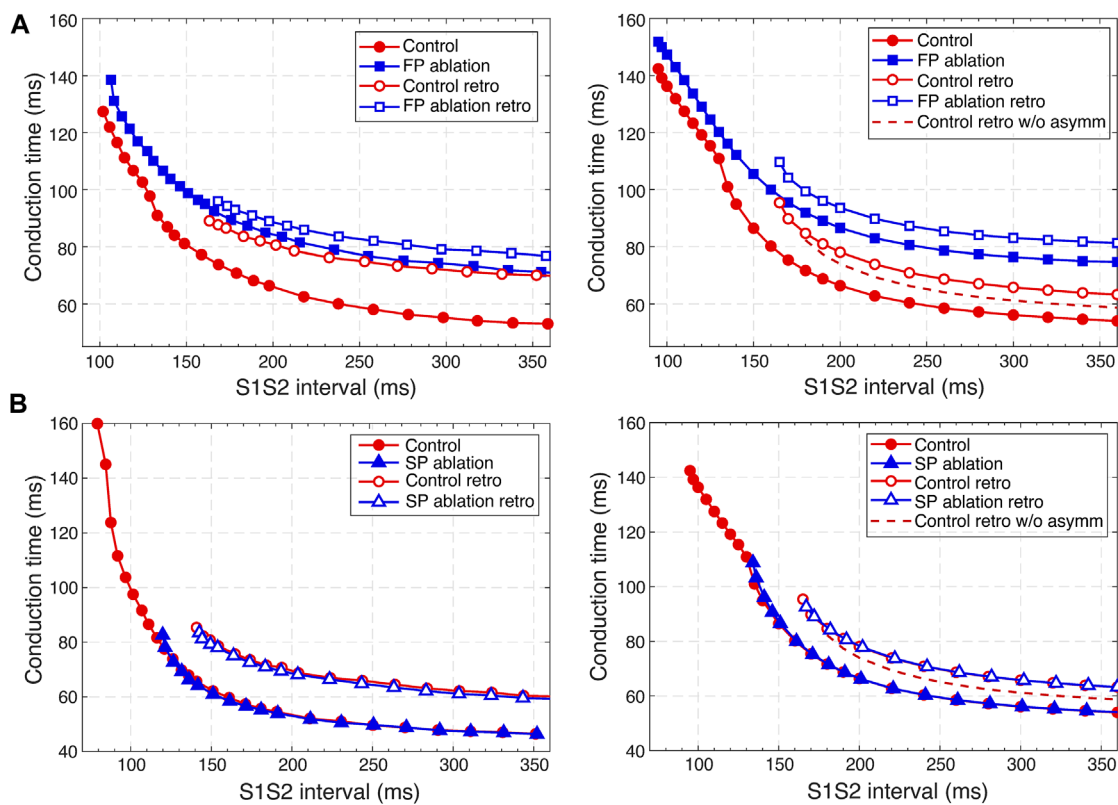 A
160
140
120
100
80
60
Conduction time (ms)
100
150
200
250
300
350
S1S2 interval (ms)
Control
FP ablation
Control retro
FP ablation retro
160
140
120
100
80
60
Conduction time (ms)
100
150
200
250
300
350
S1S2 interval (ms)
Control
FP ablation
Control retro
FP ablation retro
Control retro w/o asymm
B
160
140
120
100
80
60
40
Conduction time (ms)
100
150
200
250
300
350
S1S2 interval (ms)
Control
SP ablation
Control retro
SP ablation retro
160
140
120
100
80
60
40
Conduction time (ms)
100
150
200
250
300
350
S1S2 interval (ms)
Control
SP ablation
Control retro
SP ablation retro
Control retro w/o asymm